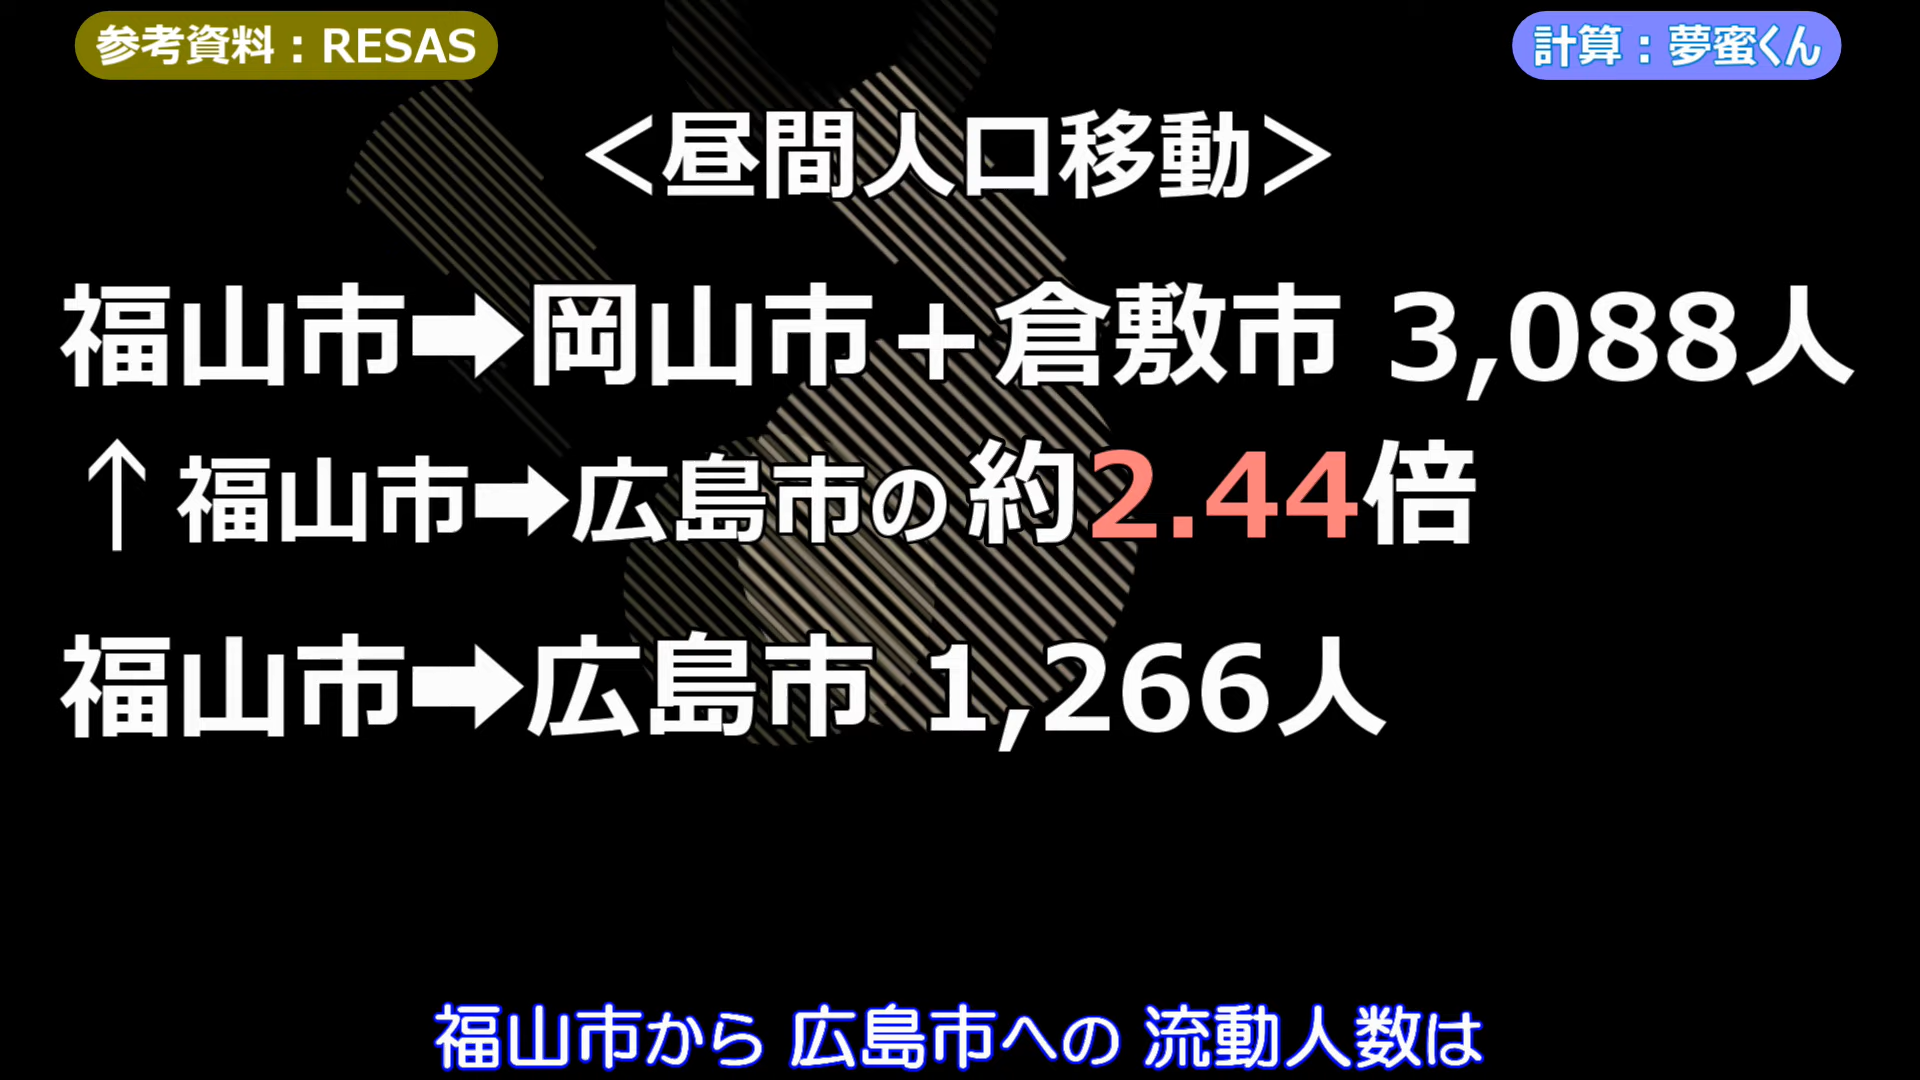 参考資料：RESAS
計算：夢蜜くん
＜昼間人口移動＞
福山市➡岡山市＋倉敷市 3,088人
↑福山市➡広島市の約2.44倍
福山市➡広島市 1,266人
福山市から 広島市への 流動人数は